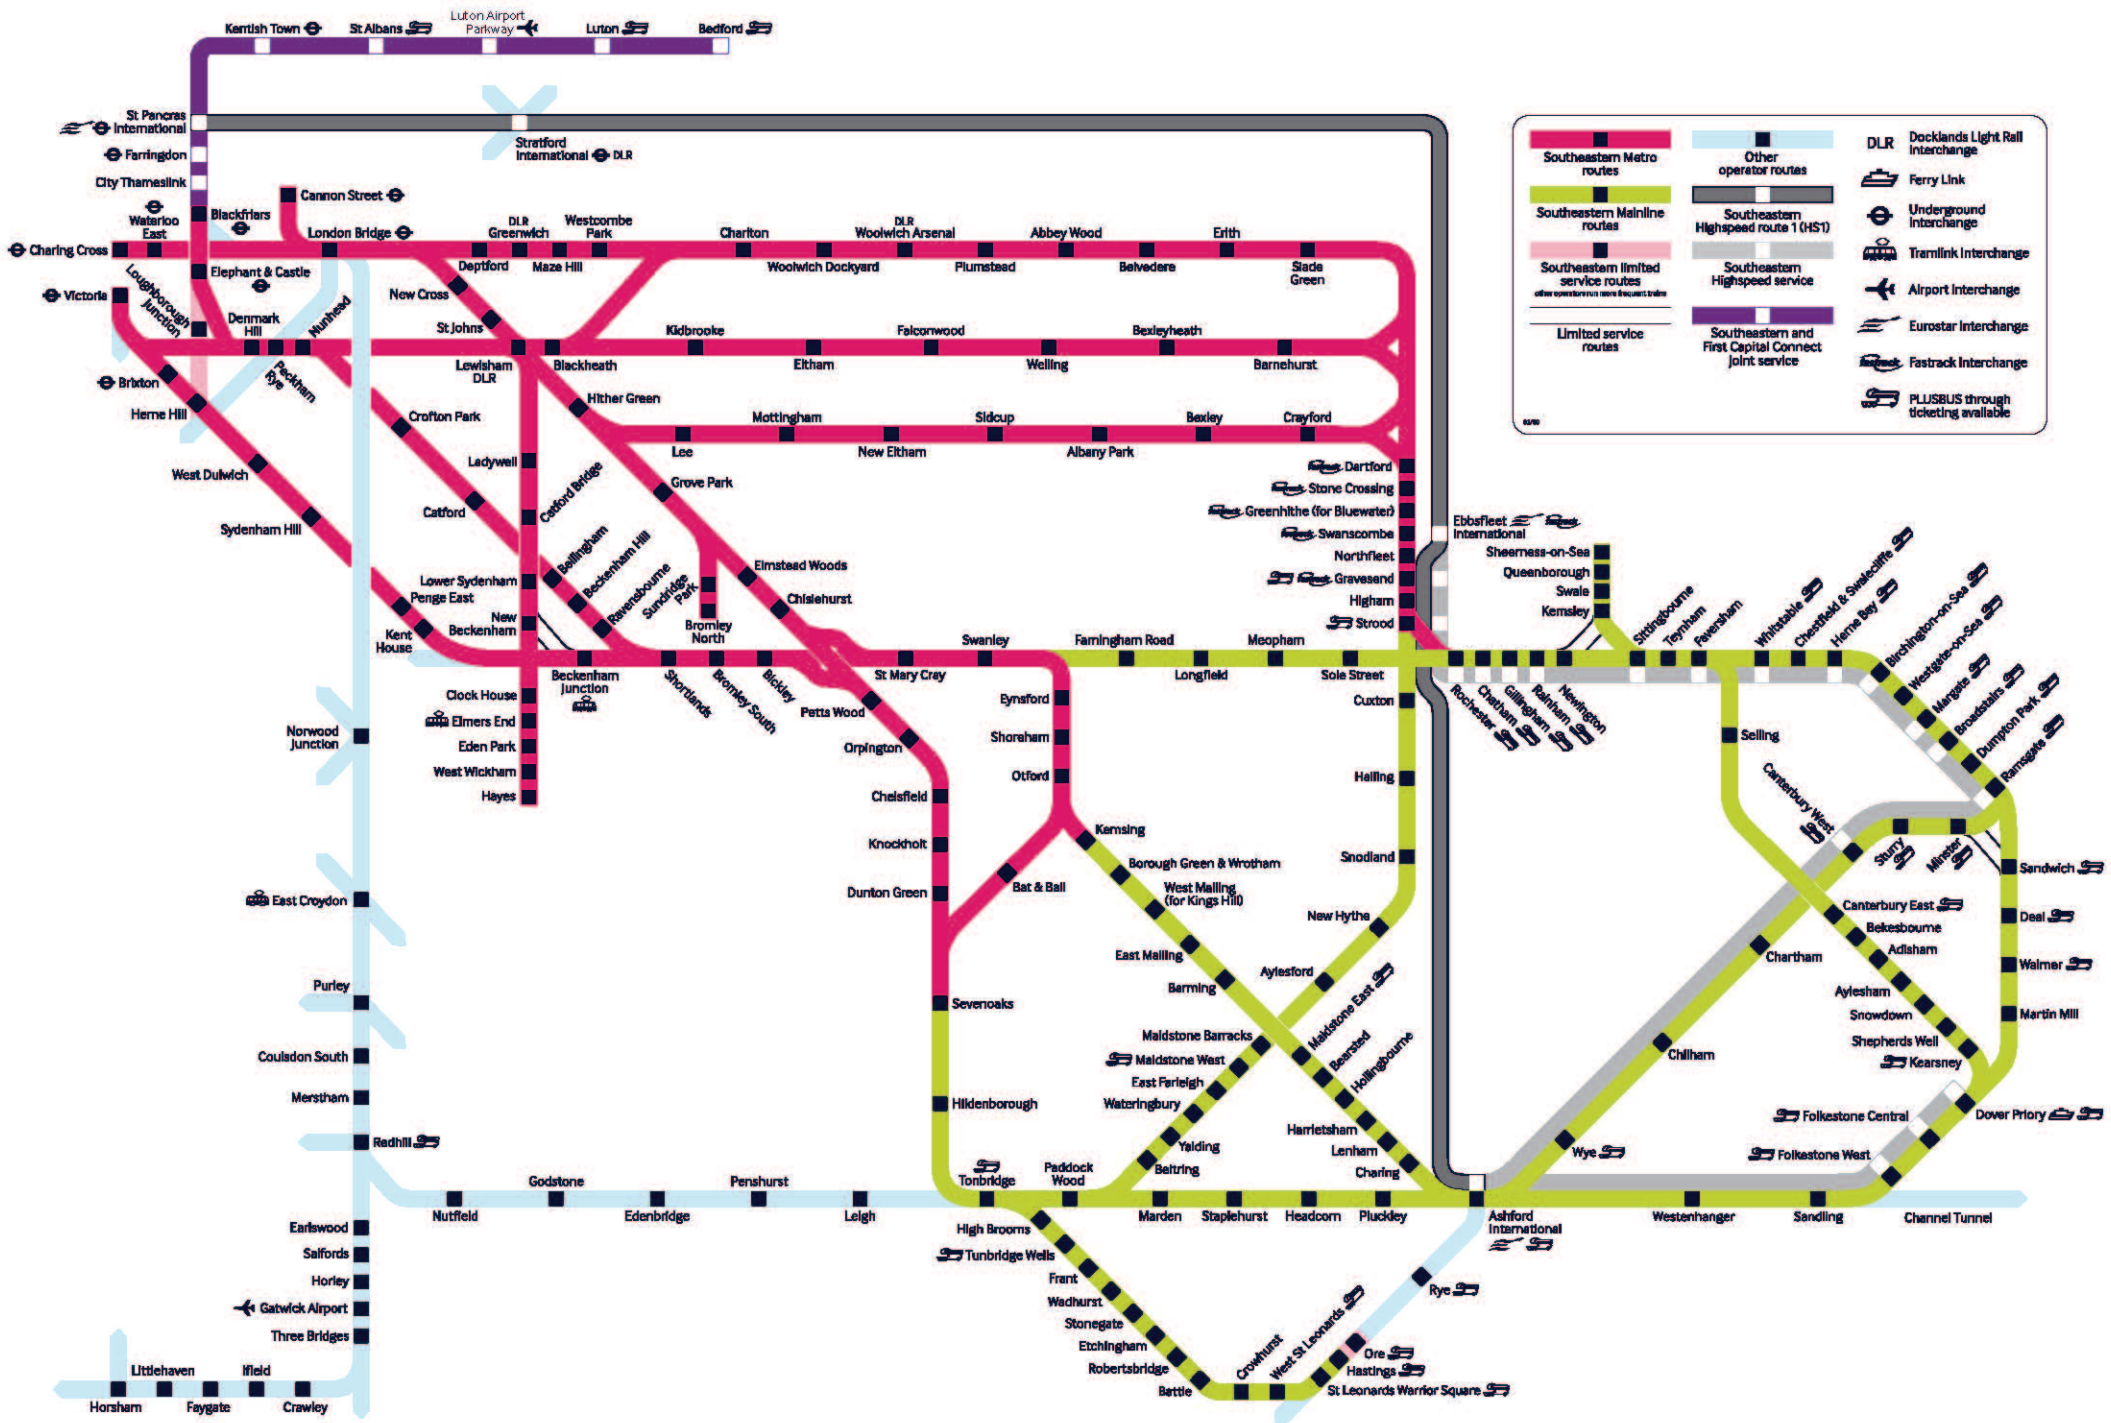 Kentish Town
St Albans
Luton Airport
Parkway
Luton
Bedford
St Pancras
International
Farringdon
City Thameslink
Waterloo
East
Blackfriars
Cannon Street
Stratford
International DLR
Charing Cross
London Bridge
Elephant & Castle
Victoria
Loughborough
Junction
Denmark
Hill
Peckham
Rye
Nunhead
Brixton
Herne Hill
West Dulwich
Sydenham Hill
Penge East
Kent
House
Deptford
DLR
Greenwich
Maze Hill
Westcombe
Park
Charlton
Woolwich Dockyard
DLR
Woolwich Arsenal
Plumstead
Abbey Wood
Belvedere
Erith
Slade
Green
New Cross
St Johns
Lewisham
DLR
Blackheath
Kidbrooke
Eltham
Falconwood
Welling
Bexleyheath
Barnehurst
Hither Green
Lee
Mottingham
New Eltham
Sidcup
Albany Park
Bexley
Crayford
Crofton Park
Catford
Bellingham
Beckenham Hill
Ravensbourne
Ladywell
Catford Bridge
Lower Sydenham
New
Beckenham
Clock House
Elmers End
Eden Park
West Wickham
Hayes
Grove Park
Sundridge
Park
Bromley
North
Elmstead Woods
Chislehurst
Beckenham
Junction
Shortlands
Bromley South
Bickley
Petts Wood
Orpington
St Mary Cray
Swanley
Farningham Road
Longfield
Meopham
Sole Street
Chelsfield
Knockholt
Dunton Green
Sevenoaks
Hildenborough
Eynsford
Shoreham
Otford
Bat & Ball
Kemsing
Borough Green & Wrotham
West Malling
(for Kings Hill)
East Malling
Barming
Maidstone East
Bearsted
Hollingbourne
Harrietsham
Lenham
Charing
Dartford
Stone Crossing
Greenhithe (for Bluewater)
Swanscombe
Northfleet
Gravesend
Higham
Strood
Ebbsfleet
International
Cuxton
Halling
Snodland
New Hythe
Aylesford
Maidstone Barracks
Maidstone West
East Farleigh
Wateringbury
Yalding
Beltring
Sheerness-on-Sea
Queenborough
Swale
Kemsley
Rochester
Chatham
Gillingham
Rainham
Newington
Sittingbourne
Teynham
Faversham
Whitstable
Chestfield & Swalecliffe
Herne Bay
Birchington-on-Sea
Westgate-on-Sea
Margate
Broadstairs
Dumpton Park
Ramsgate
Selling
Canterbury West
Sturry
Minster
Sandwich
Deal
Walmer
Martin Mill
Canterbury East
Bekesbourne
Adisham
Aylesham
Snowdown
Shepherds Well
Kearsney
Dover Priory
Folkestone Central
Folkestone West
Chartham
Chilham
Wye
Norwood
Junction
East Croydon
Purley
Coulsdon South
Merstham
Redhill
Nutfield
Godstone
Edenbridge
Penshurst
Leigh
Tonbridge
Paddock
Wood
Marden
Staplehurst
Headcorn
Pluckley
Ashford
International
Westenhanger
Sandling
Channel Tunnel
Earlswood
Salfords
Horley
Gatwick Airport
Three Bridges
Littlehaven
Ifield
Horsham
Faygate
Crawley
High Brooms
Tunbridge Wells
Frant
Wadhurst
Stonegate
Etchingham
Robertsbridge
Battle
Crowhurst
West St Leonards
St Leonards Warrior Square
Hastings
Ore
Rye
Southeastern Metro
routes
Southeastern Mainline
routes
Southeastern limited
service routes
other operators run more frequent trains
Limited service
routes
Other
operator routes
Southeastern
Highspeed route 1 (HS1)
Southeastern
Highspeed service
Southeastern and
First Capital Connect
joint service
DLR
Docklands Light Rail
Interchange
Ferry Link
Underground
Interchange
Tramlink Interchange
Airport Interchange
Eurostar Interchange
Fastrack Interchange
PLUSBUS through
ticketing available